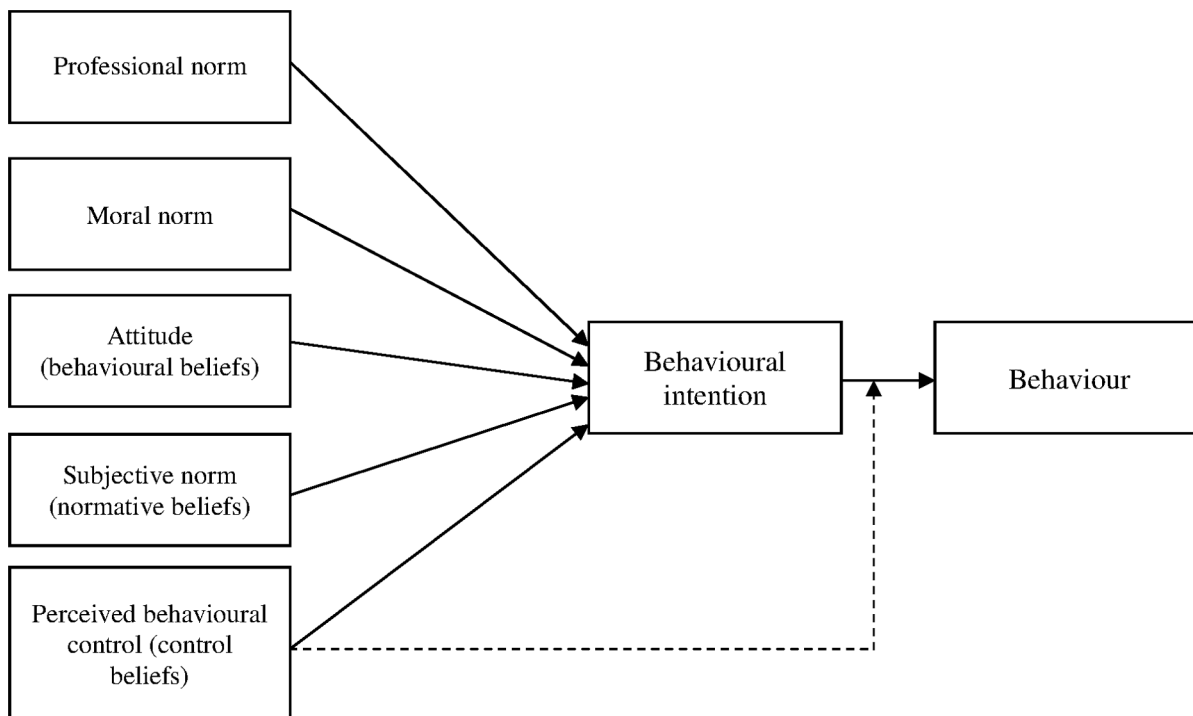 Professional norm
Moral norm
Attitude
(behavioural beliefs)
Subjective norm
(normative beliefs)
Perceived behavioural
control (control
beliefs)
Behavioural
intention
Behaviour